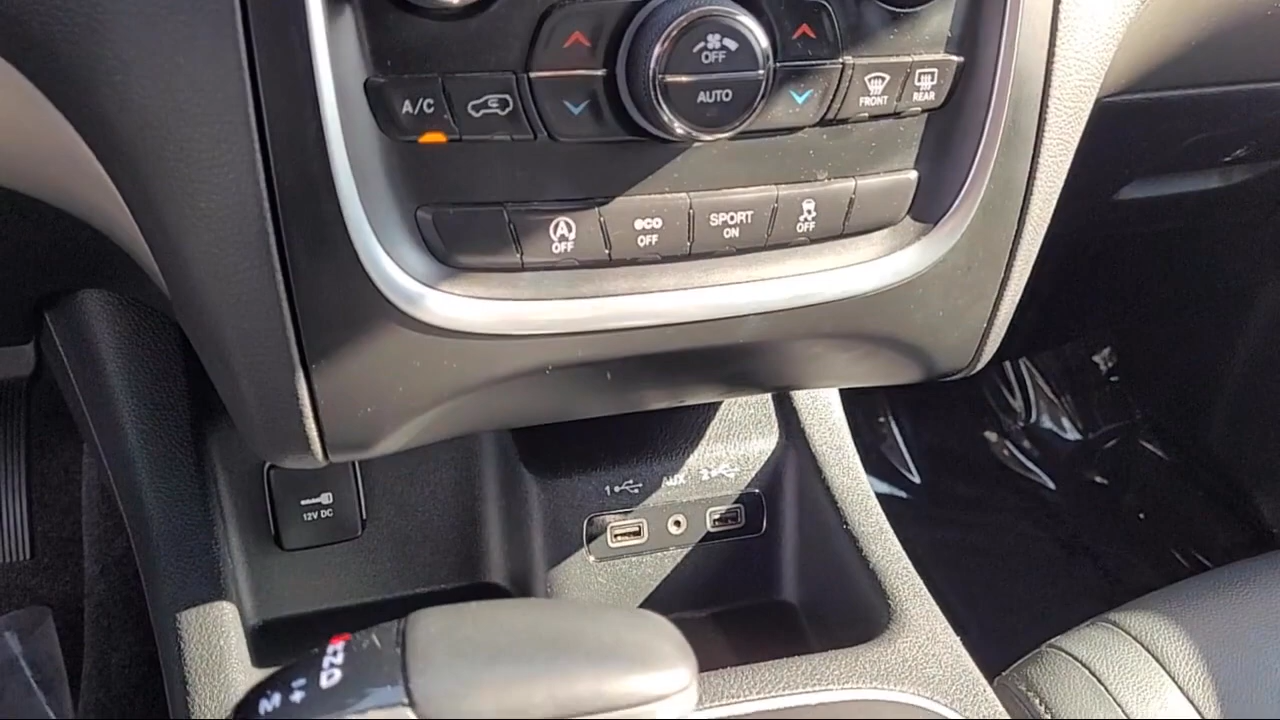 OFF
A/C
AUTO
FRONT
REAR
A
OFF
eco
OFF
SPORT
ON
OFF
1
AUX
2
12V DC
R
N
D
M
+